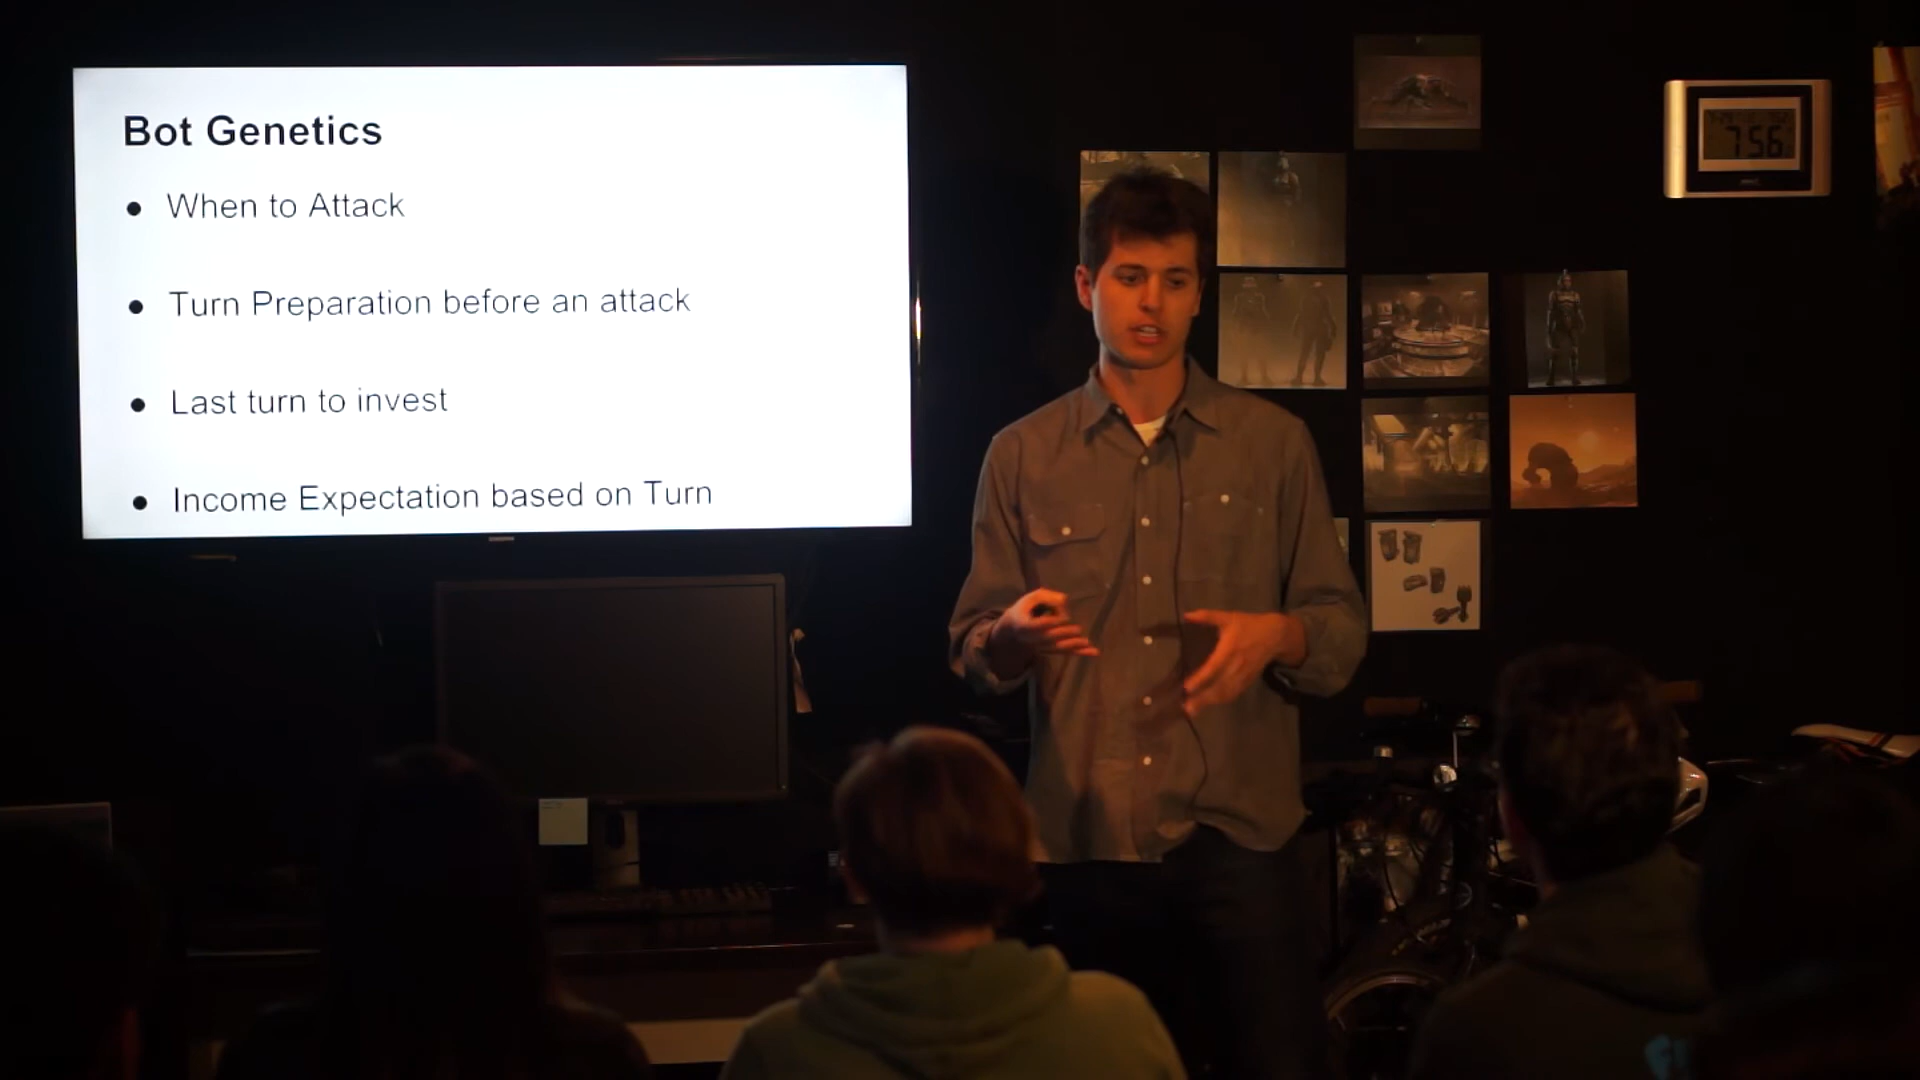 Bot Genetics
● When to Attack
● Turn Preparation before an attack
● Last turn to invest
● Income Expectation based on Turn
7:56